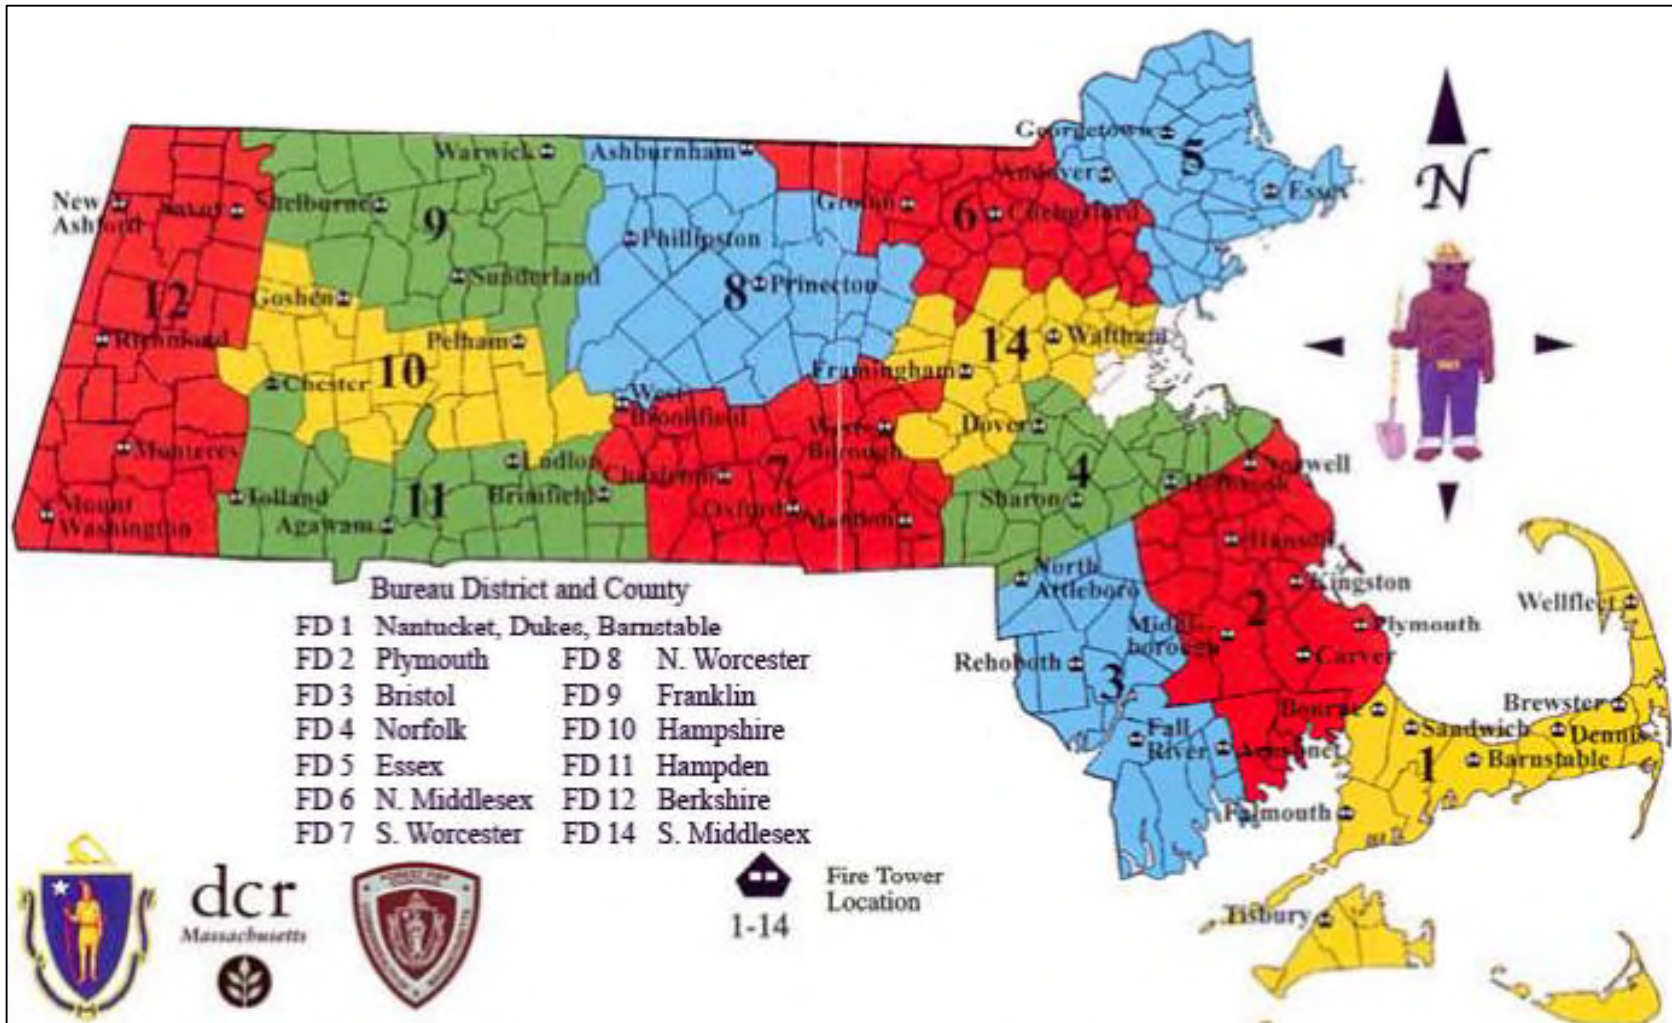 Georgetown
N
Warwick
Ashburnham
5
Andover
Essex
New
Ashford
Savoy
Shelburne
9
Groton
6
Chelmsford
Phillipston
Sunderland
12
Goshen
8
Princeton
Richmond
Pelham
14
Waltham
10
Chester
Framingham
West
Brookfield
Dover
Borough
Monterey
Ludlow
7
4
Tolland
11
Brimfield
Sharon
Mount
Washington
Agawam
Oxford
Hanson
North
Attleboro
Kingston
2
Wellfleet
Plymouth
borough
Rehoboth
3
Carver
Brewster
Sandwich
Dennis
Fall
River
1
Barnstable
Falmouth
Tisbury
Bureau District and County
FD 1 Nantucket, Dukes, Barnstable
FD 2 Plymouth FD 8 N. Worcester
FD 3 Bristol FD 9 Franklin
FD 4 Norfolk FD 10 Hampshire
FD 5 Essex FD 11 Hampden
FD 6 N. Middlesex FD 12 Berkshire
FD 7 S. Worcester FD 14 S. Middlesex
dcr
Massachusetts
Fire Tower
Location
1-14